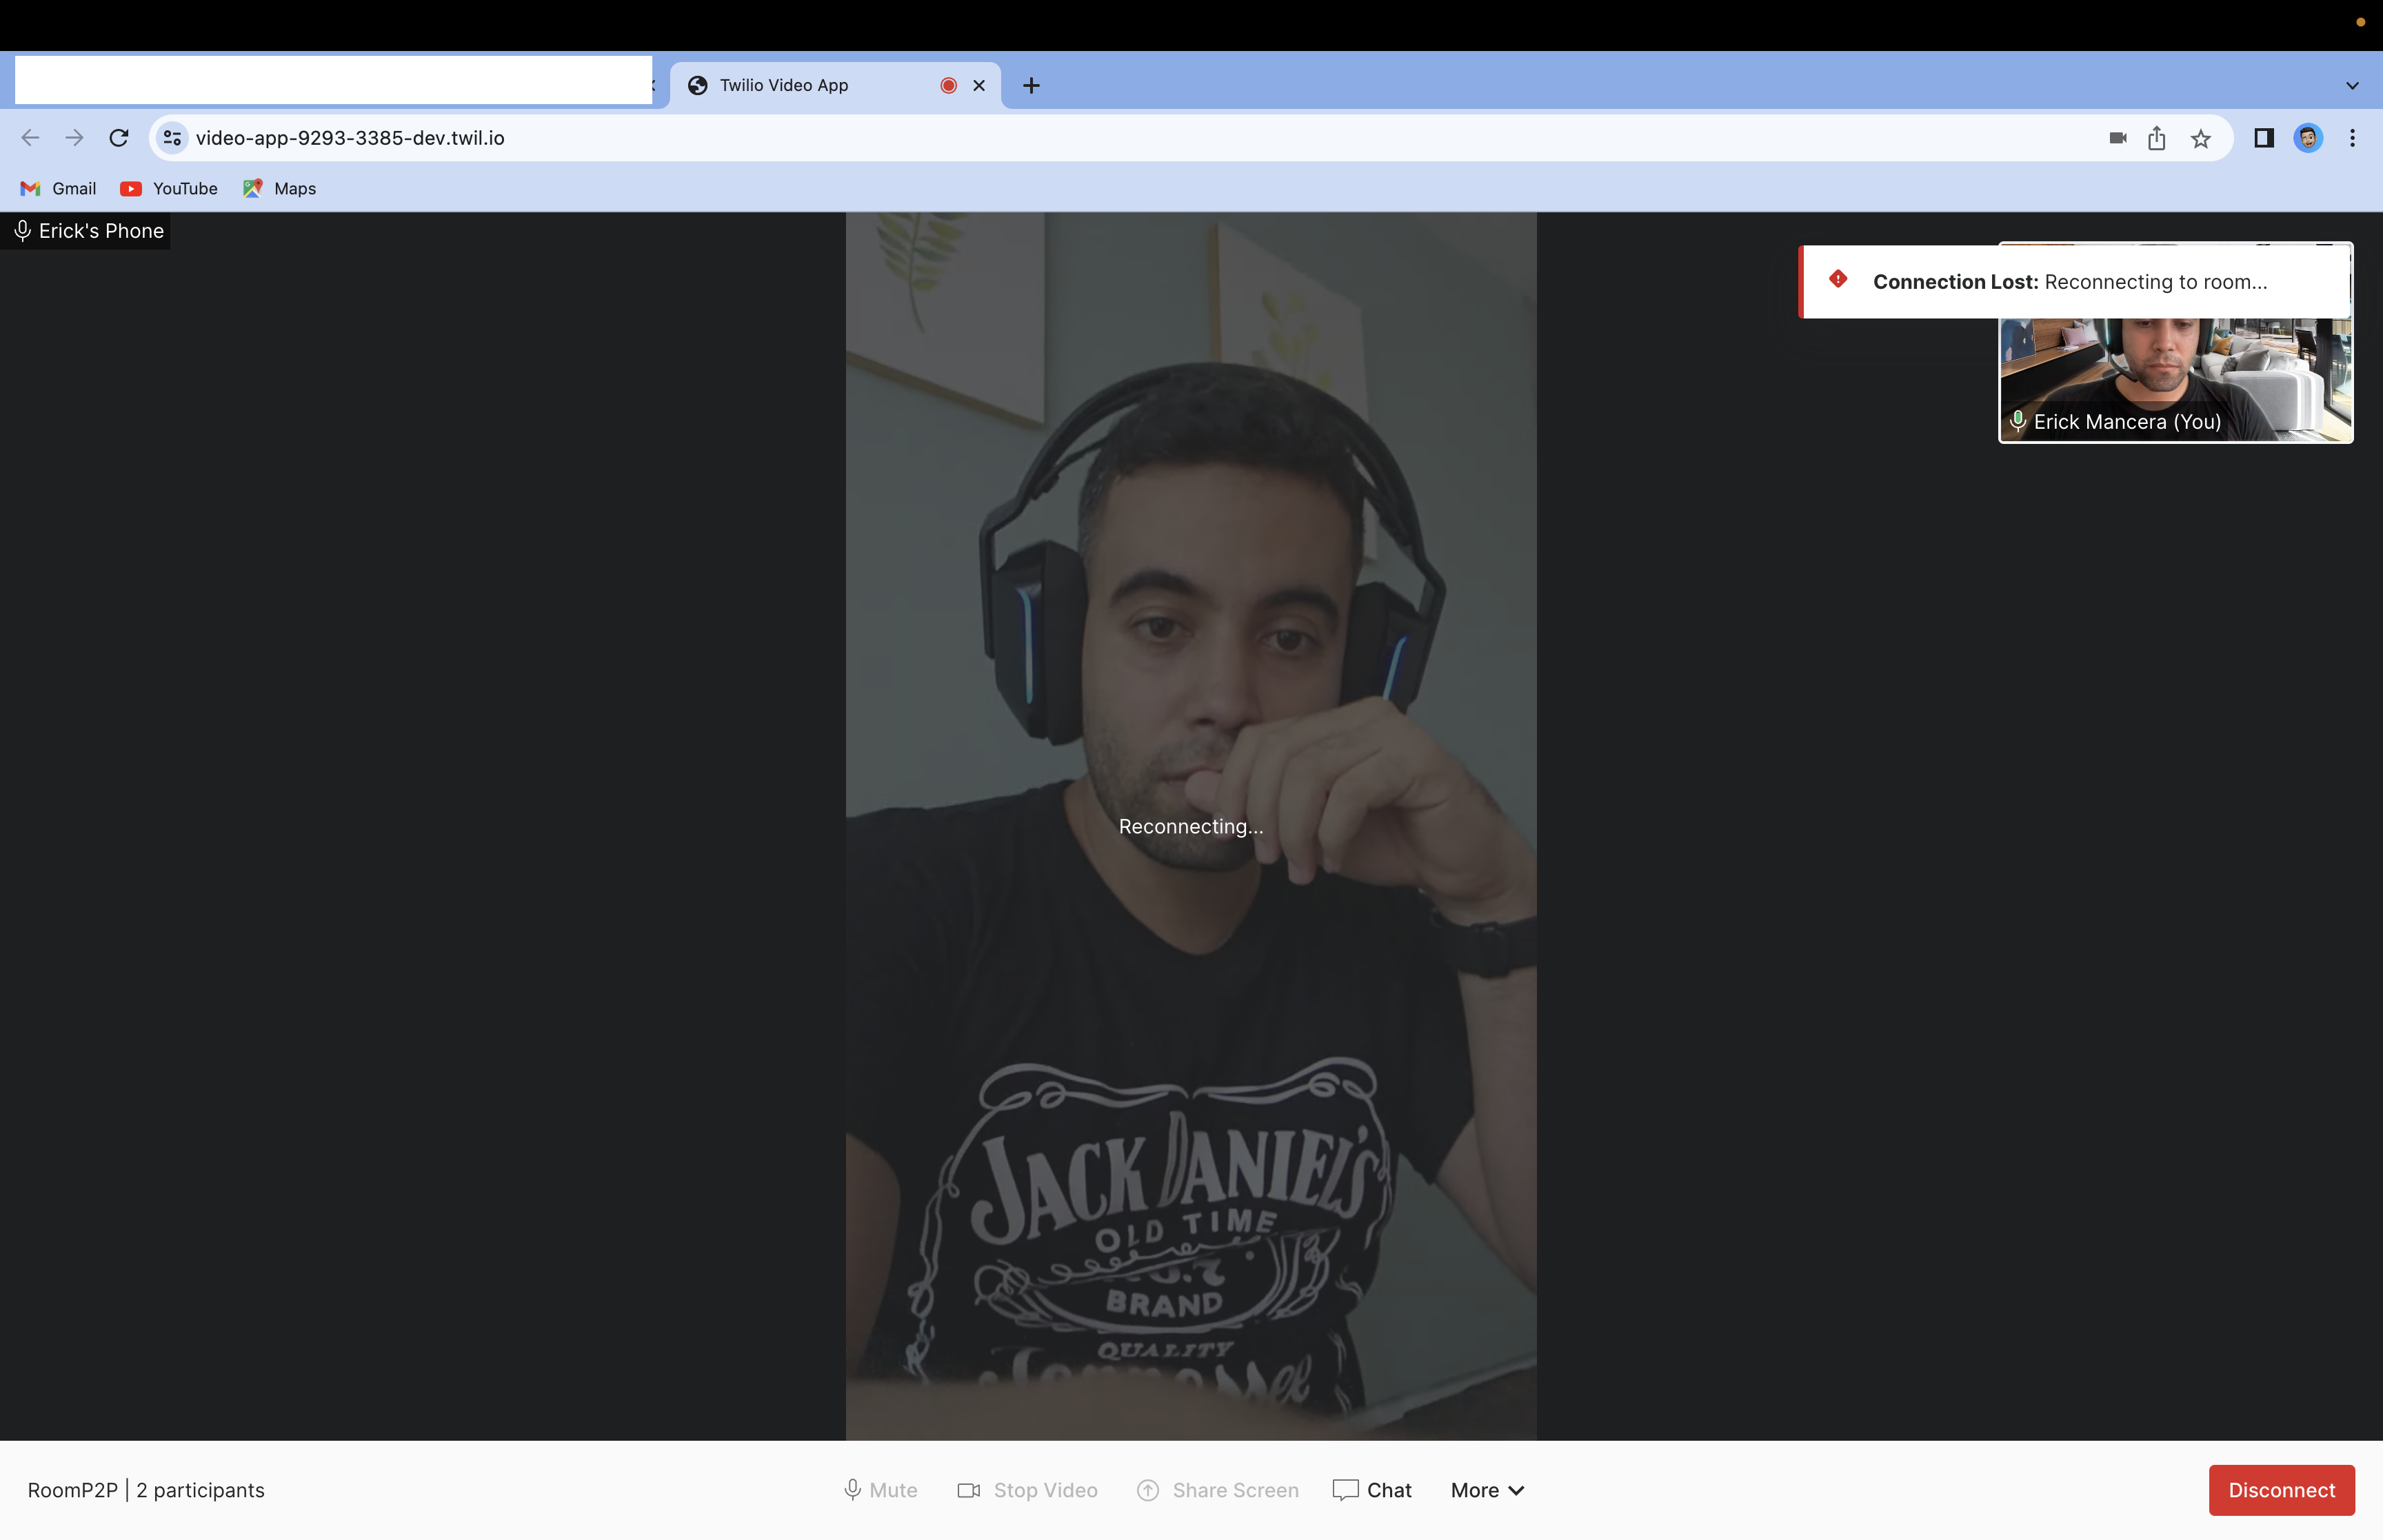 Twilio Video App
video-app-9293-3385-dev.twil.io
Gmail YouTube Maps
Erick's Phone
Connection Lost: Reconnecting to room...
Erick Mancera (You)
Reconnecting...
JACK DANIEL'S
OLD TIME
BRAND
QUALITY
RoomP2P | 2 participants
Mute Stop Video Share Screen Chat More
Disconnect